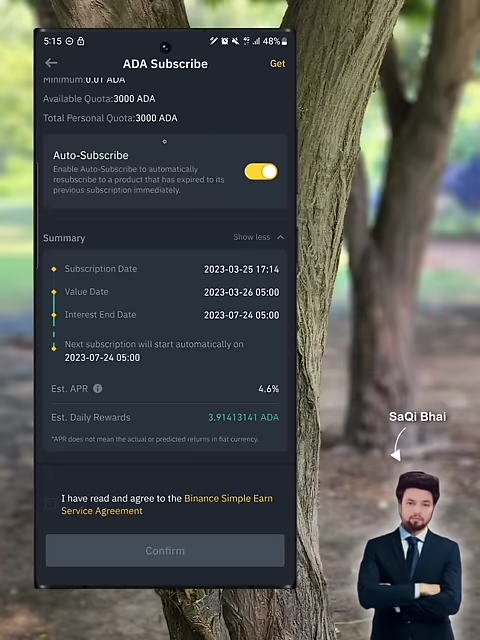 5:15 48%
ADA Subscribe Get
Minimum:0.01 ADA
Available Quota:3000 ADA
Total Personal Quota:3000 ADA
Auto-Subscribe
Enable Auto-Subscribe to automatically
resubscribe to a product that has expired to its
previous subscription immediately.
Summary Show less
Subscription Date 2023-03-25 17:14
Value Date 2023-03-26 05:00
Interest End Date 2023-07-24 05:00
Next subscription will start automatically on
2023-07-24 05:00
Est. APR 4.6%
Est. Daily Rewards 3.91413141 ADA
*APR does not mean the actual or predicted returns in fiat currency.
I have read and agree to the Binance Simple Earn
Service Agreement
Confirm
SaQi Bhai